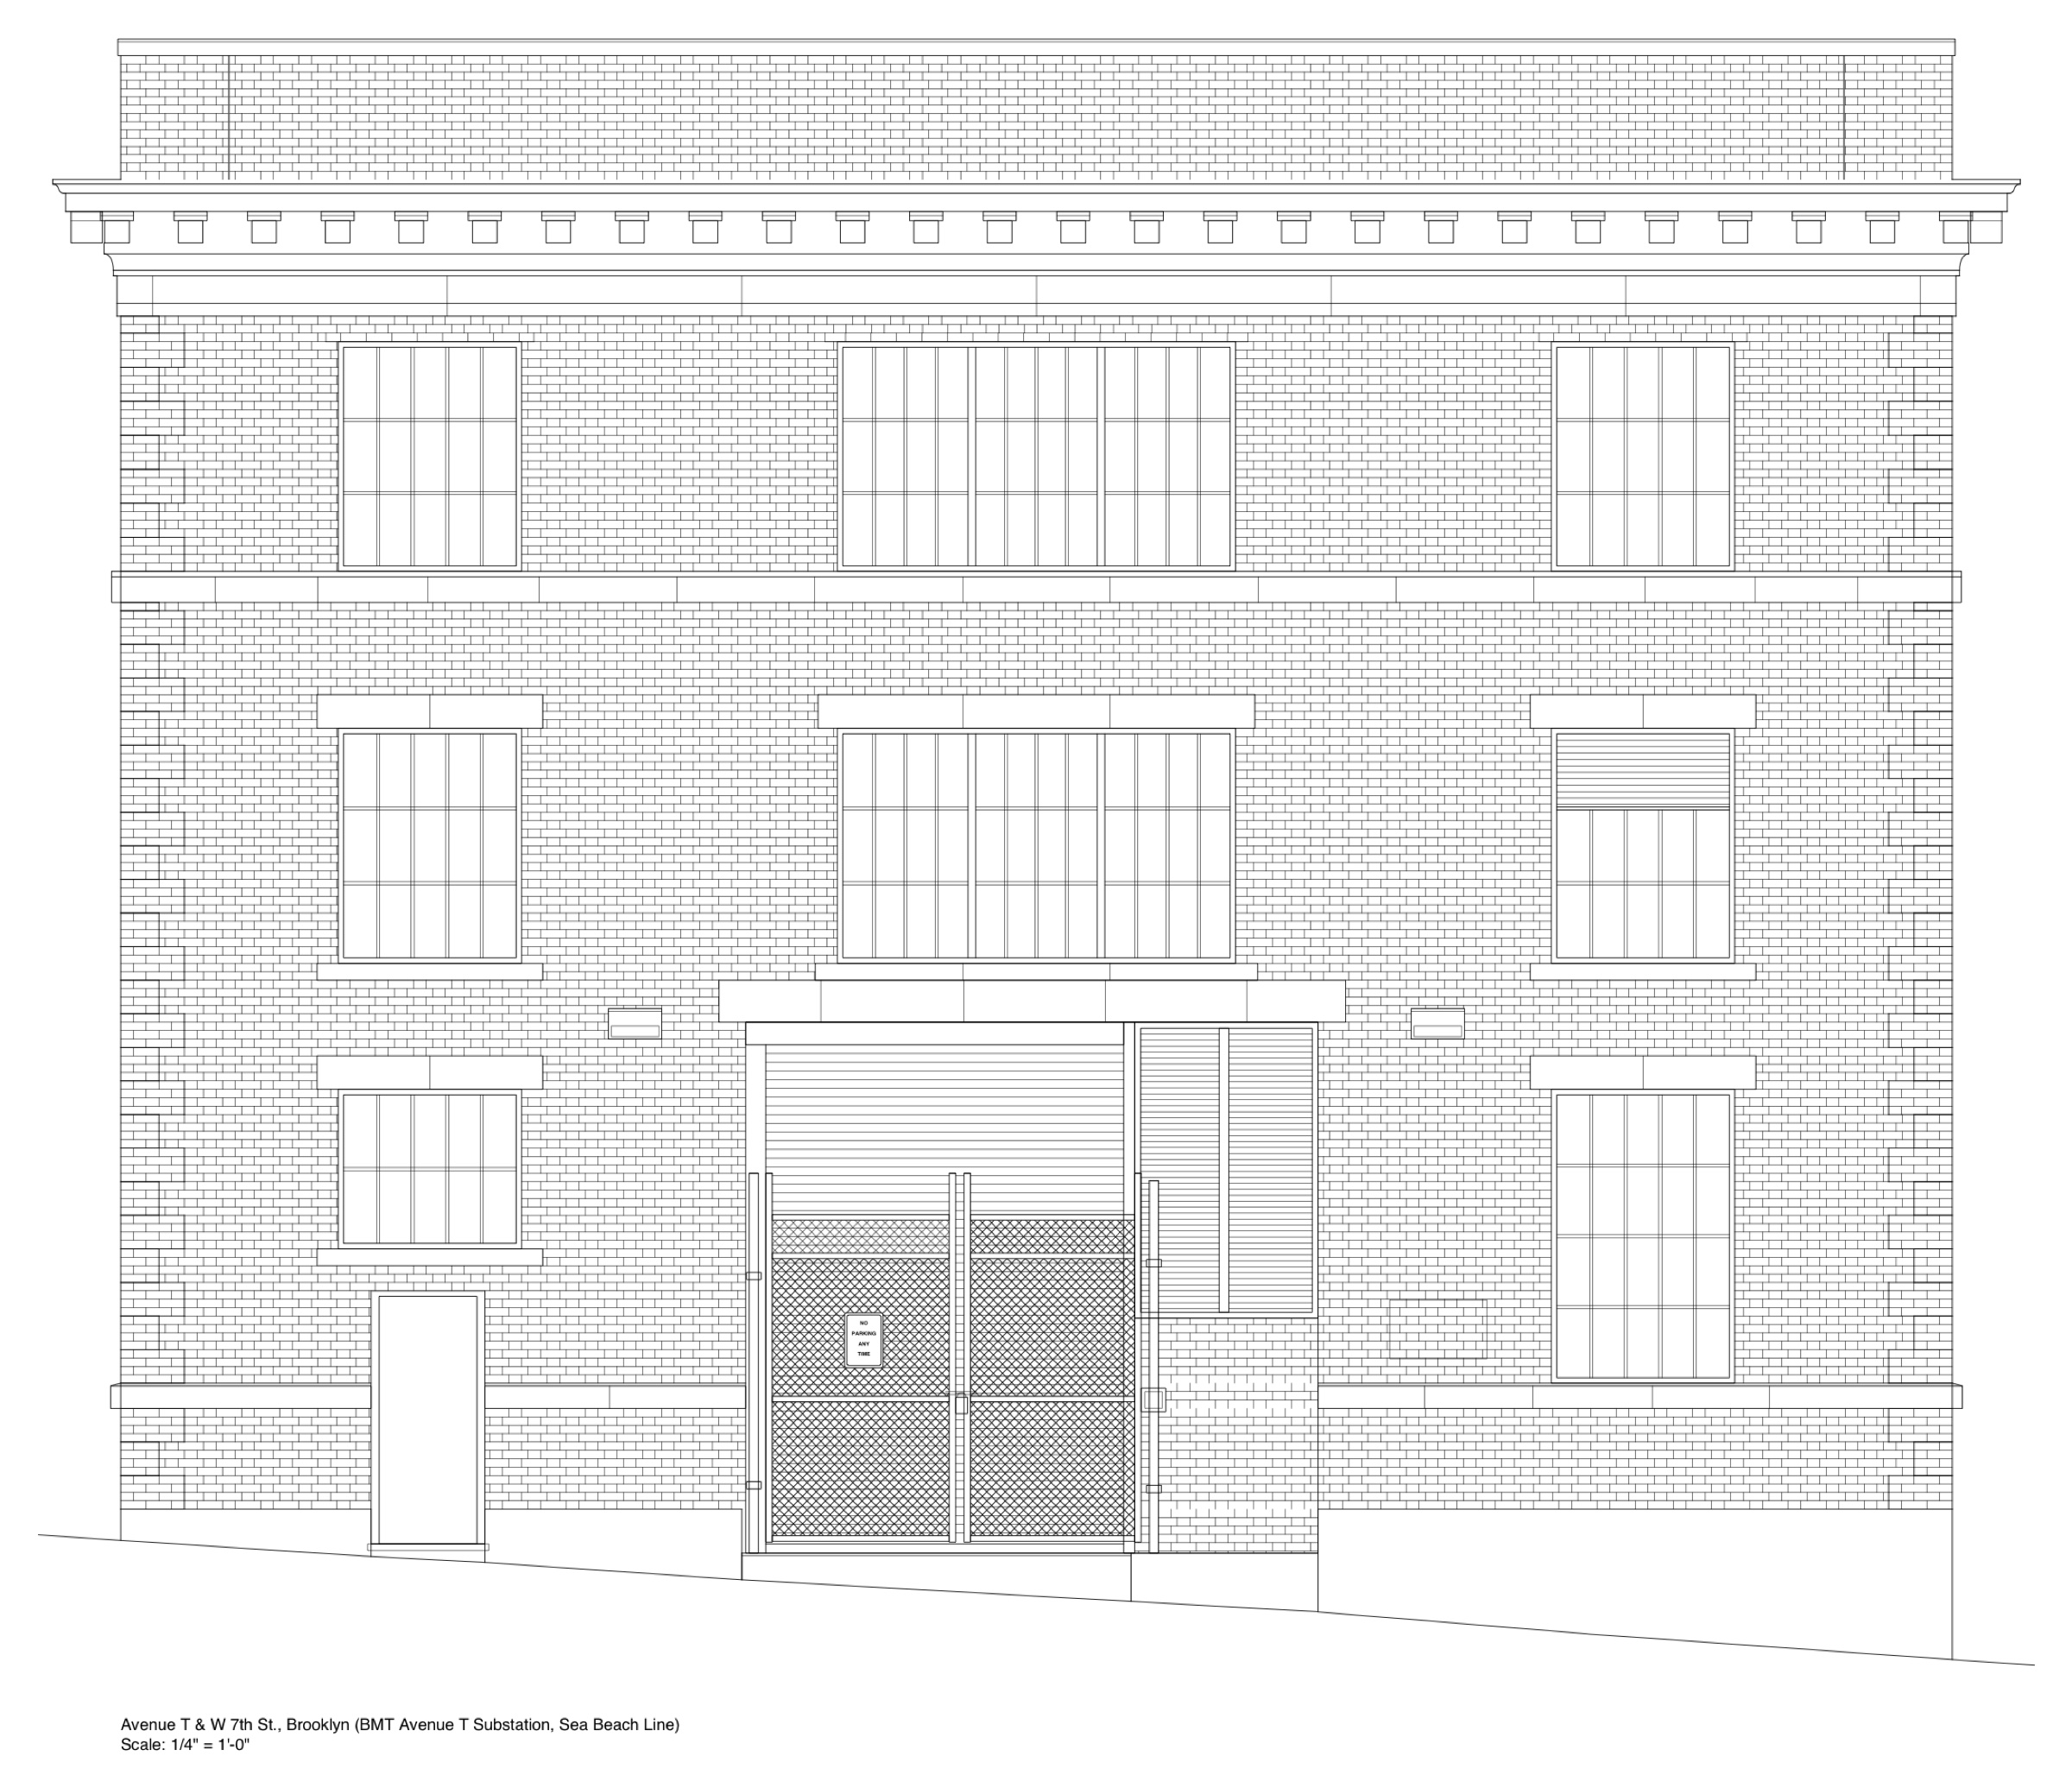 NO
PARKING
ANY
TIME
Avenue T & W 7th St., Brooklyn (BMT Avenue T Substation, Sea Beach Line)
Scale: 1/4" = 1'-0"